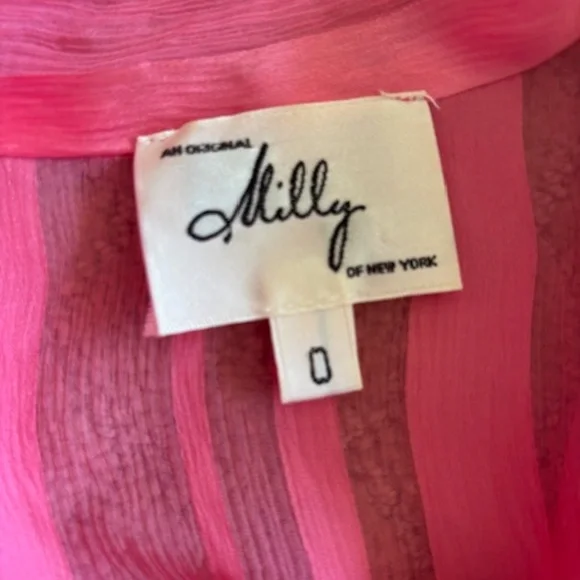 AN ORIGINAL
Milly
OF NEW YORK
0